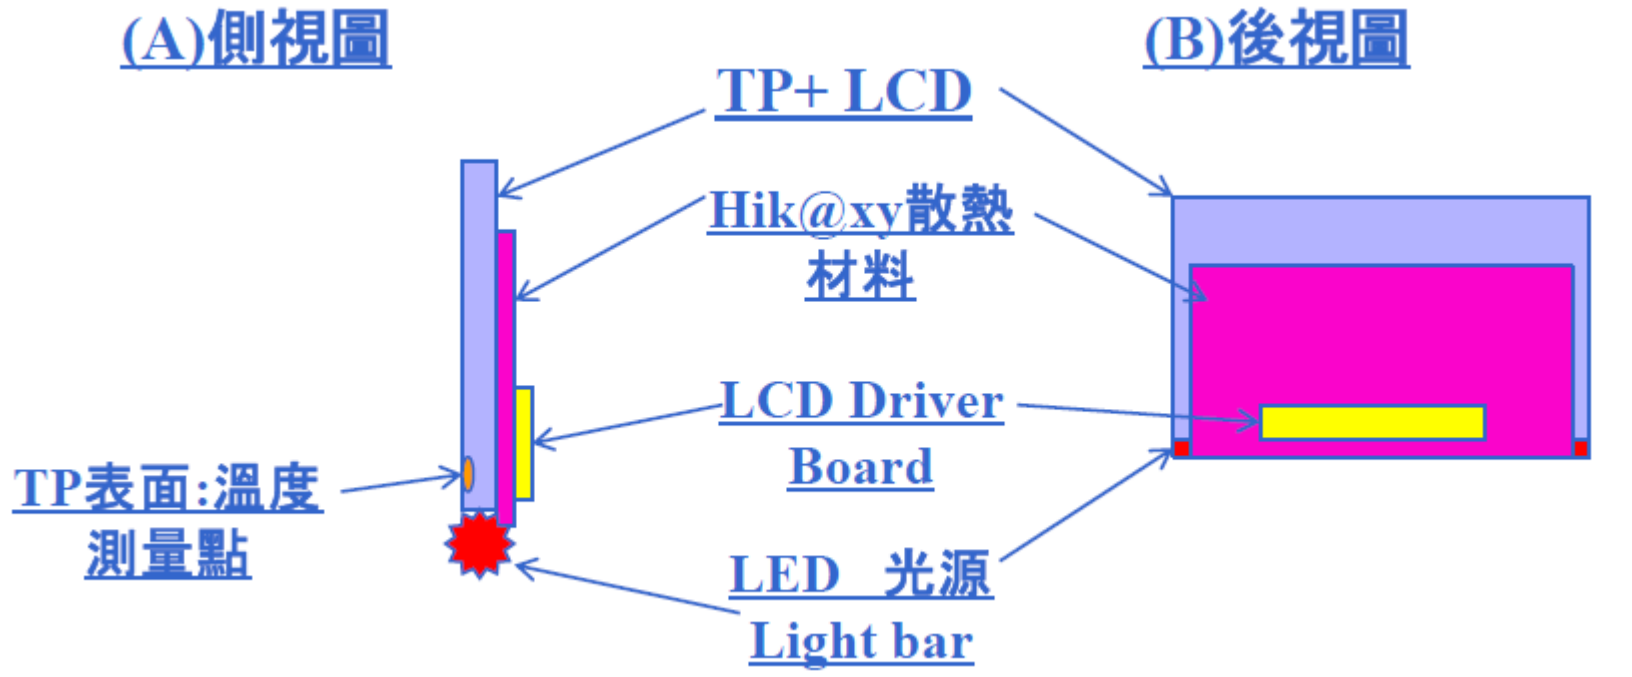 (A)側視圖
(B)後視圖
TP+ LCD
Hik@xy散熱
材料
LCD Driver
Board
TP表面:溫度
測量點
LED 光源
Light bar